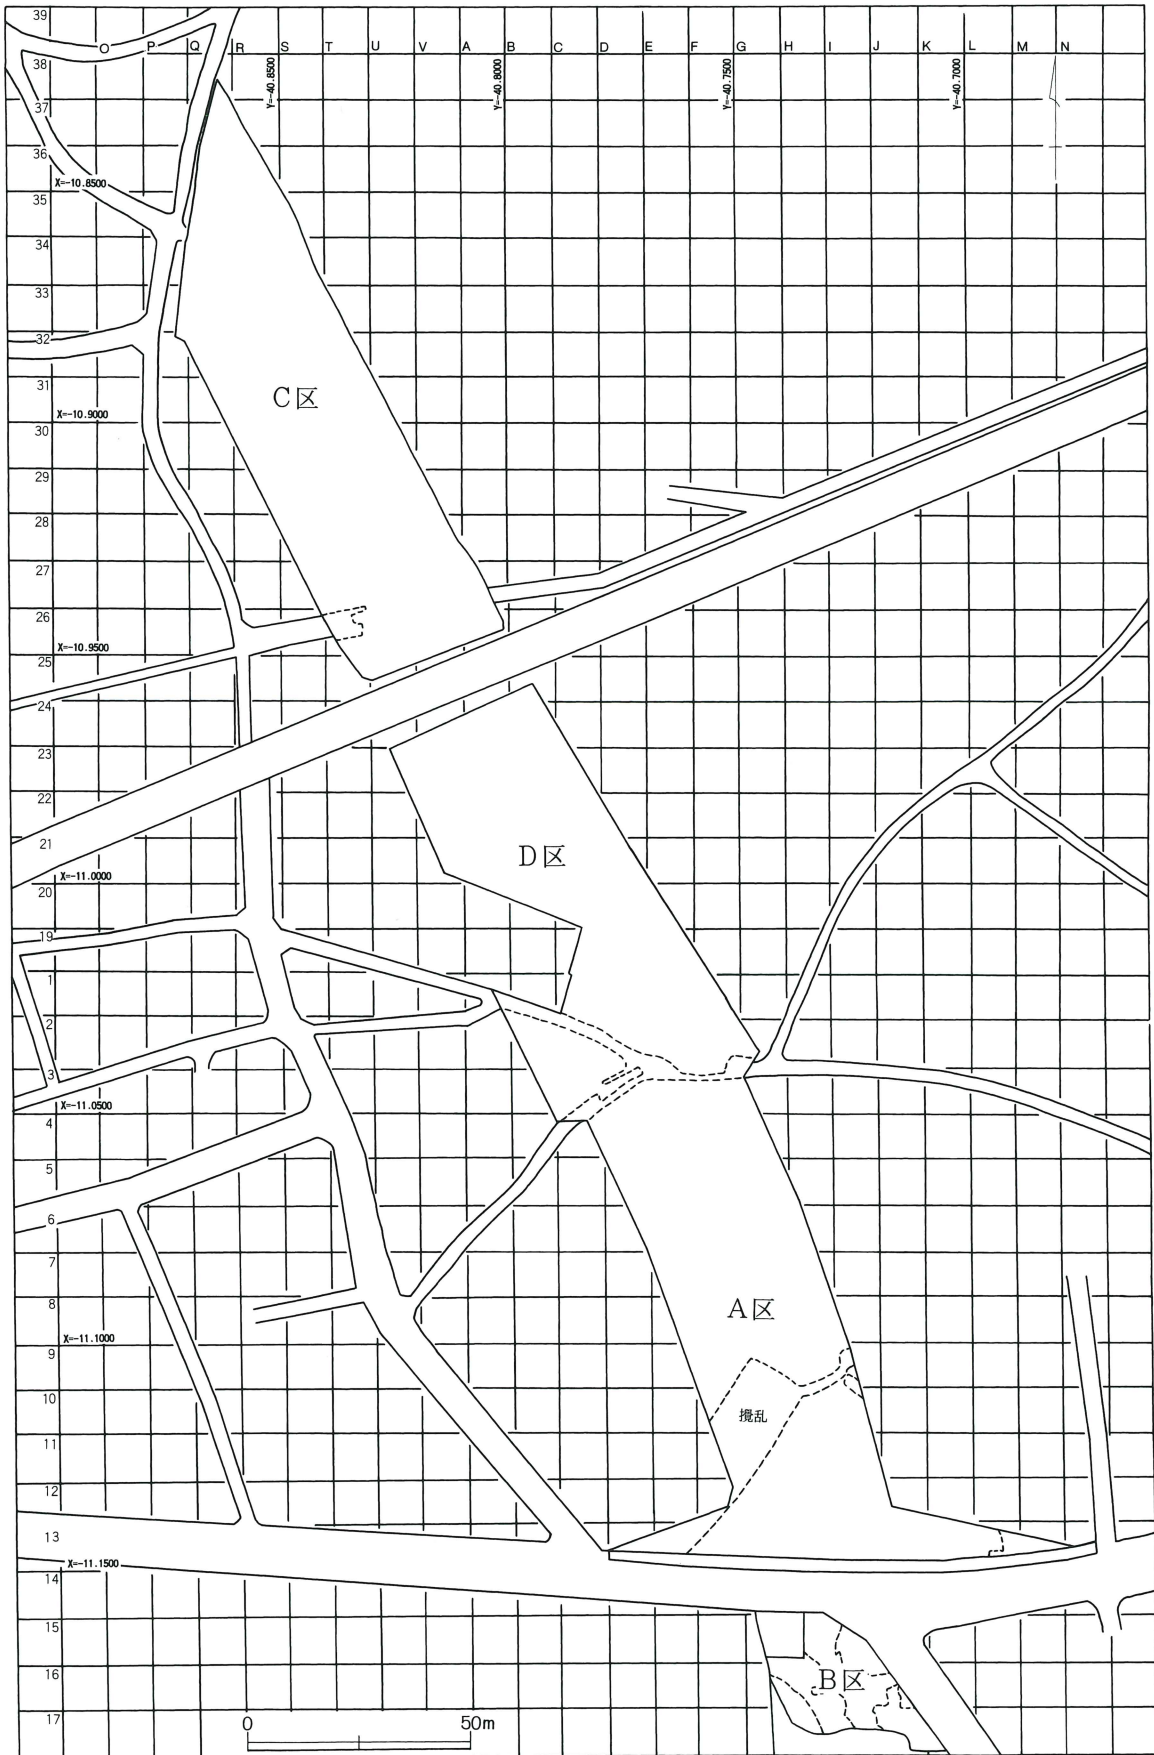 39
O P Q R S T U V A B C D E F G H I J K L M N
38
Y=-40.8500
Y=-40.8000
Y=-40.7500
Y=-40.7000
37
36
X=-10.8500
35
34
33
32
31
C区
X=-10.9000
30
29
28
27
26
X=-10.9500
25
24
23
22
21
D区
X=-11.0000
20
19
1
2
3
X=-11.0500
4
5
6
7
8
A区
X=-11.1000
9
10
攪乱
11
12
13
X=-11.1500
14
15
16
B区
17
0 50m